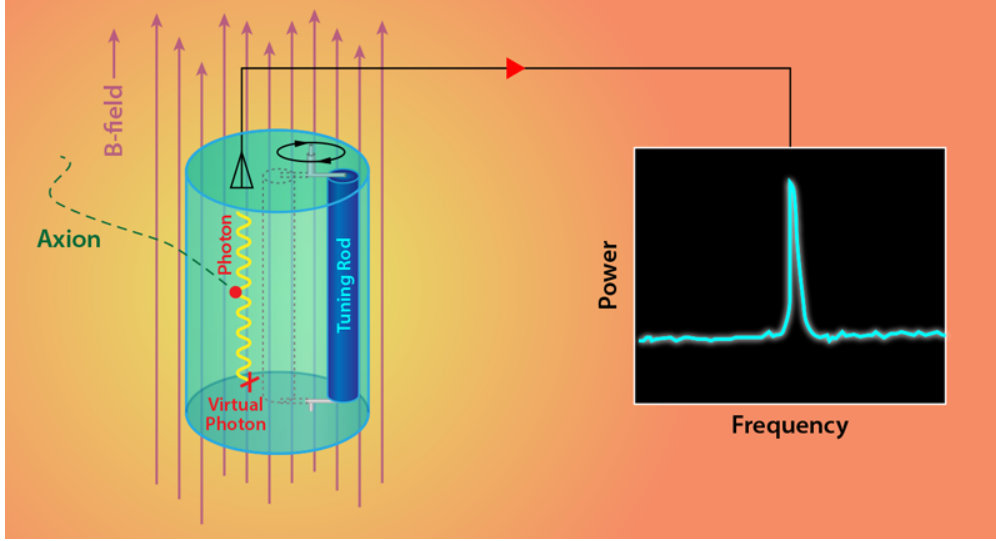 B-field
Axion
Photon
Tuning Rod
Virtual
Photon
Power
Frequency